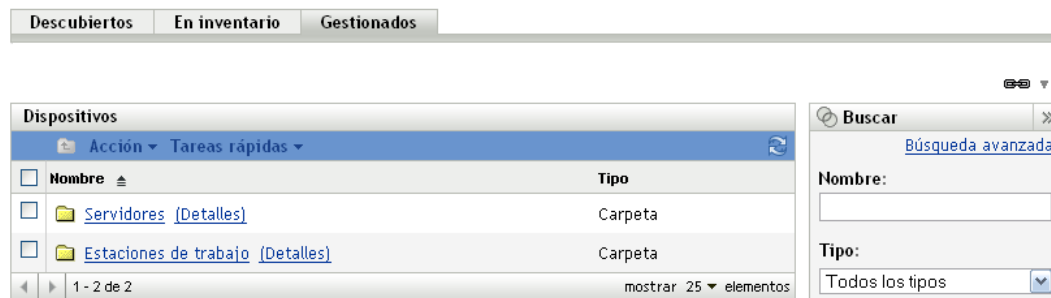 Descubiertos En inventario Gestionados
Dispositivos
Acción Tareas rápidas
Nombre Tipo
Servidores (Detalles) Carpeta
Estaciones de trabajo (Detalles) Carpeta
1 - 2 de 2 mostrar 25 elementos
Buscar
Búsqueda avanzada
Nombre:
Tipo:
Todos los tipos